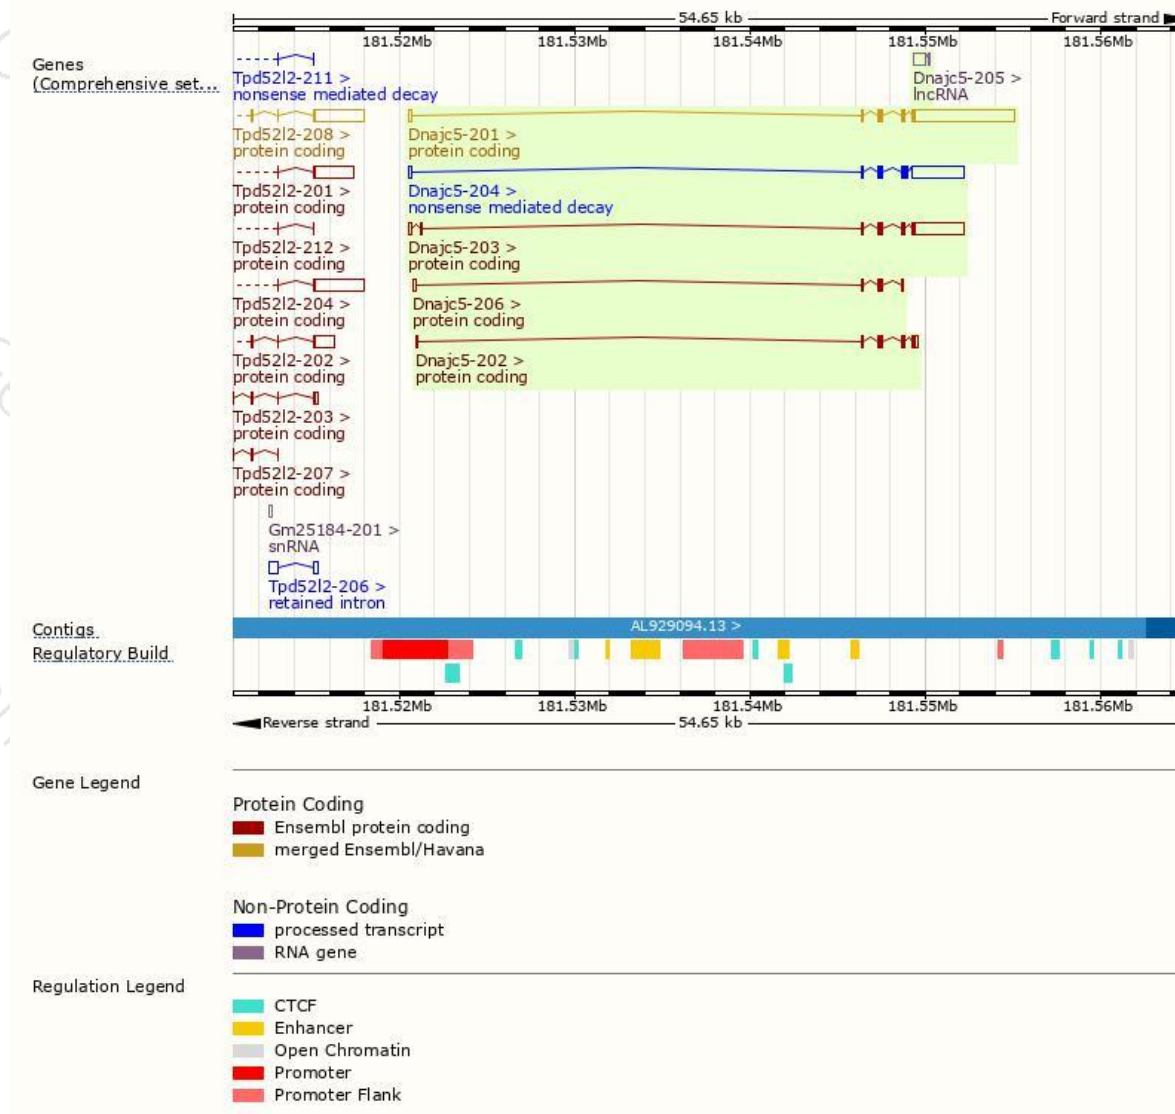 54.65 kb
Forward strand
181.52Mb 181.53Mb 181.54Mb 181.55Mb 181.56Mb
Genes
(Comprehensive set...
Tpd52l2-211 >
nonsense mediated decay
Dnajc5-205 >
lncRNA
Tpd52l2-208 >
protein coding
Dnajc5-201 >
protein coding
Tpd52l2-201 >
protein coding
Dnajc5-204 >
nonsense mediated decay
Tpd52l2-212 >
protein coding
Dnajc5-203 >
protein coding
Tpd52l2-204 >
protein coding
Dnajc5-206 >
protein coding
Tpd52l2-202 >
protein coding
Dnajc5-202 >
protein coding
Tpd52l2-203 >
protein coding
Tpd52l2-207 >
protein coding
Gm25184-201 >
snRNA
Tpd52l2-206 >
retained intron
Contigs
AL929094.13 >
Regulatory Build
181.52Mb 181.53Mb 181.54Mb 181.55Mb 181.56Mb
Reverse strand
54.65 kb
Gene Legend
Protein Coding
Ensembl protein coding
merged Ensembl/Havana
Non-Protein Coding
processed transcript
RNA gene
Regulation Legend
CTCF
Enhancer
Open Chromatin
Promoter
Promoter Flank